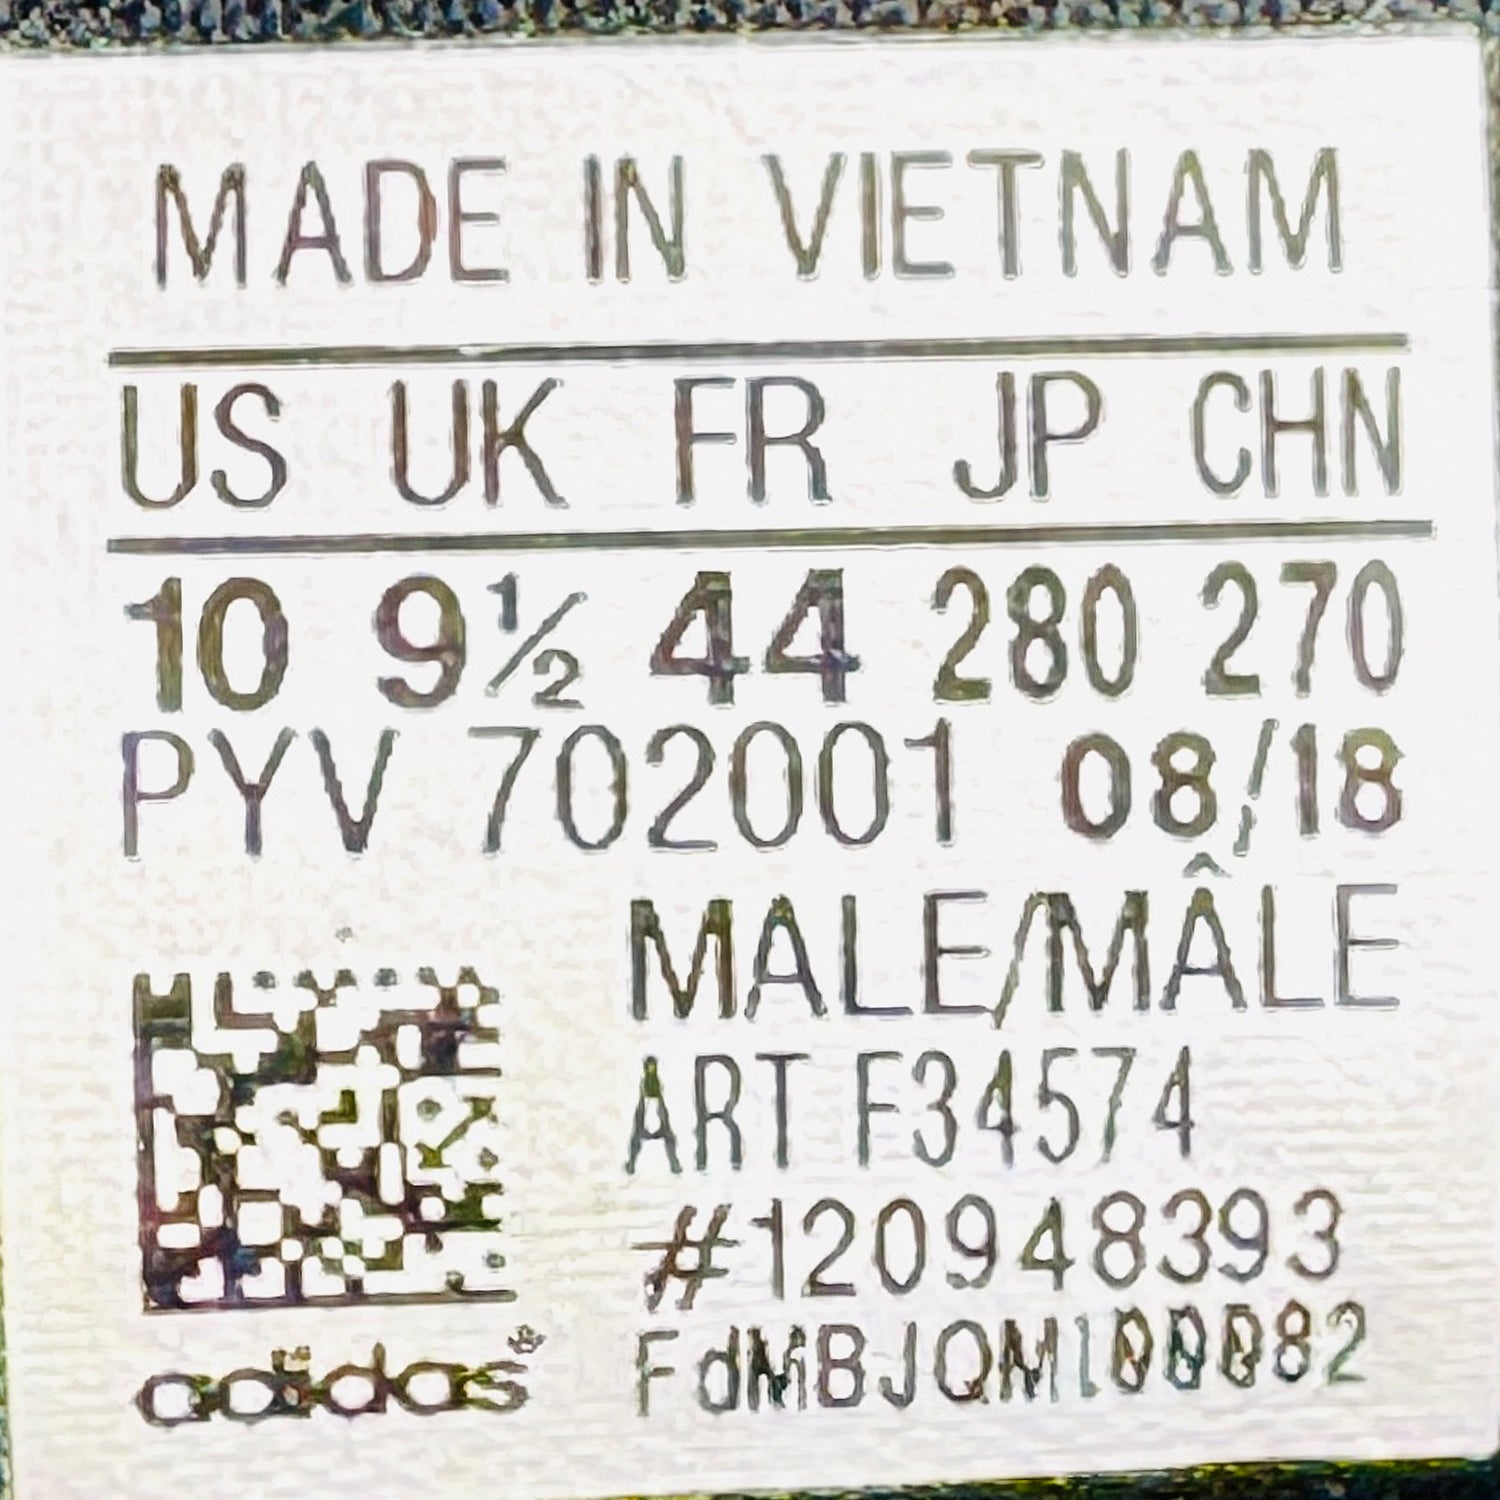 MADE IN VIETNAM
US UK FR JP CHN
10 9½ 44 280 270
PYV 702001 08/18
MALE/MÂLE
ART F34574
#120948393
FdMBJQM100082
adidas